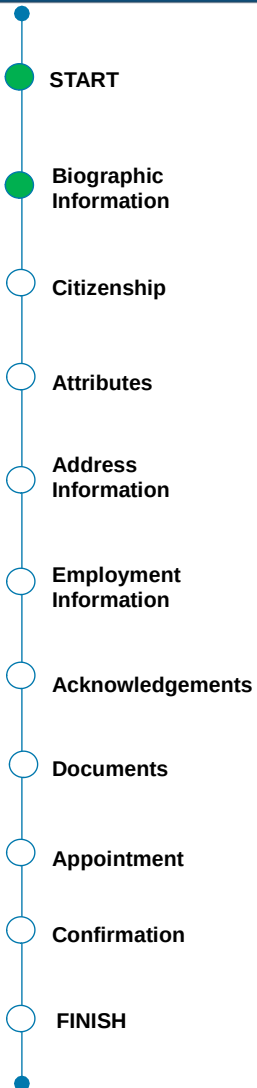 START
Biographic
Information
Citizenship
Attributes
Address
Information
Employment
Information
Acknowledgements
Documents
Appointment
Confirmation
FINISH